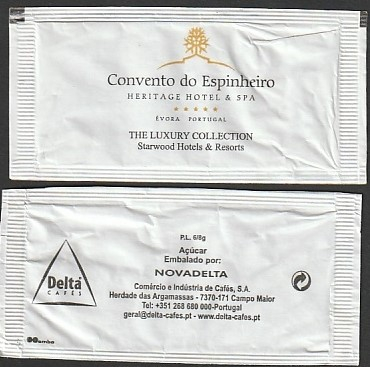 Convento do Espinheiro
HERITAGE HOTEL & SPA
ÉVORA PORTUGAL
THE LUXURY COLLECTION
Starwood Hotels & Resorts
P.L. 6/8g
Açúcar
Embalado por:
NOVADELTA
Comércio e Indústria de Cafés, S.A.
Herdade das Argamassas - 7370-171 Campo Maior
Tel: +351 268 680 000-Portugal
geral@delta-cafes.pt - www.delta-cafes.pt
Delta
CAFÉS